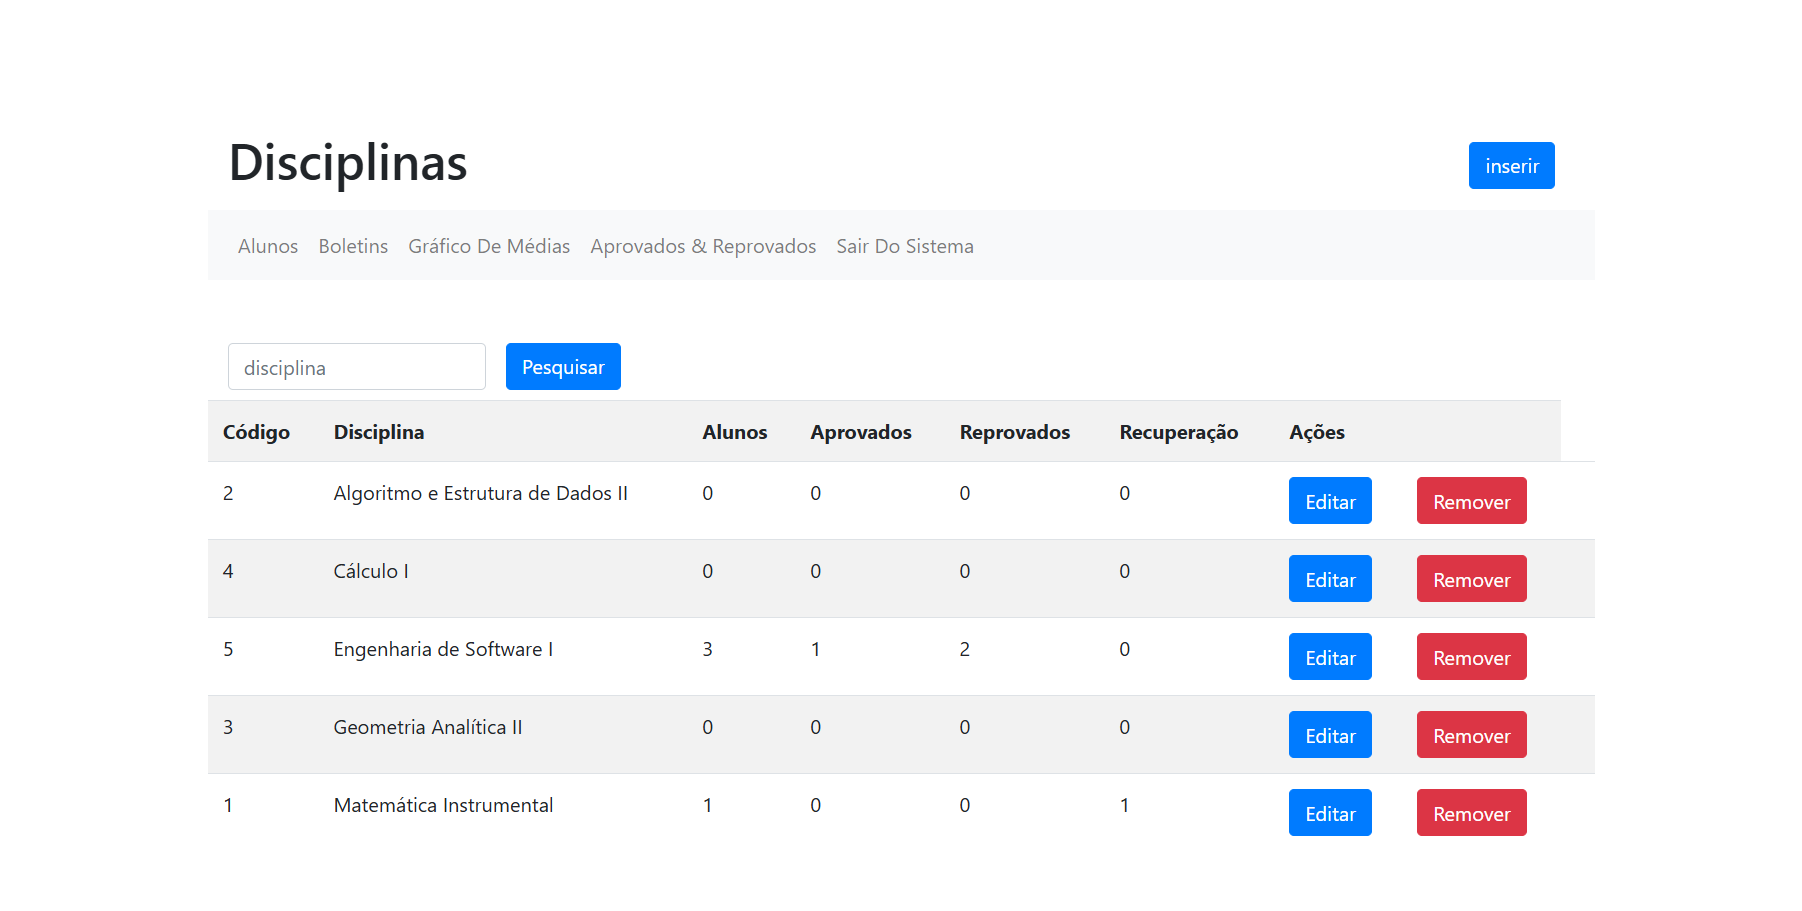 Disciplinas inserir
Alunos Boletins Gráfico De Médias Aprovados & Reprovados Sair Do Sistema
disciplina Pesquisar
Código Disciplina Alunos Aprovados Reprovados Recuperação Ações
2 Algoritmo e Estrutura de Dados II 0 0 0 0 Editar Remover
4 Cálculo I 0 0 0 0 Editar Remover
5 Engenharia de Software I 3 1 2 0 Editar Remover
3 Geometria Analítica II 0 0 0 0 Editar Remover
1 Matemática Instrumental 1 0 0 1 Editar Remover